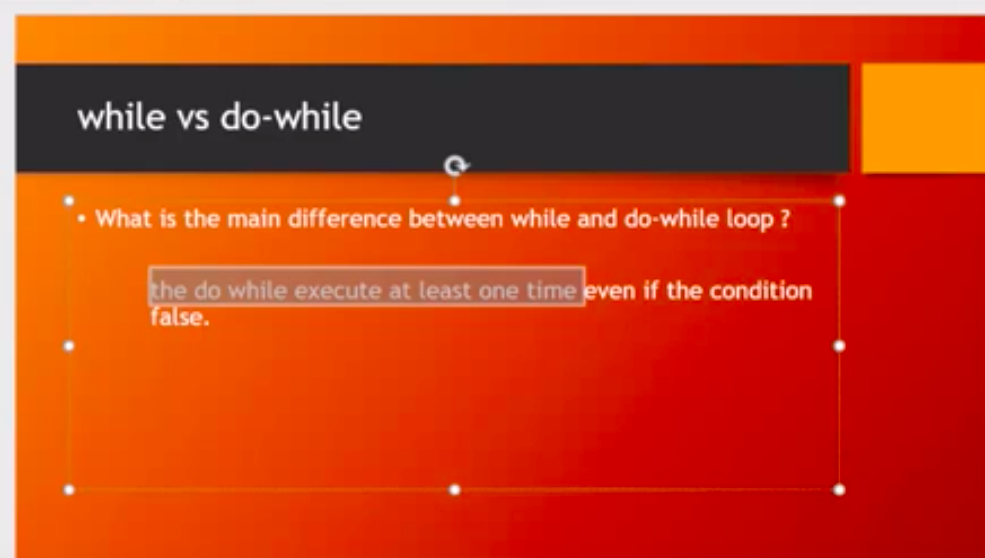 while vs do-while
• What is the main difference between while and do-while loop ?
the do while execute at least one time even if the condition
false.